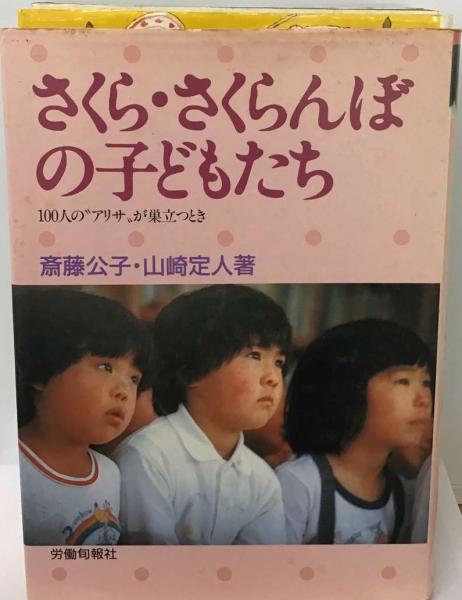 さくら・さくらんぼ
の子どもたち
100人の〝アリサ〟が巣立つとき
斎藤公子・山崎定人著
労働旬報社